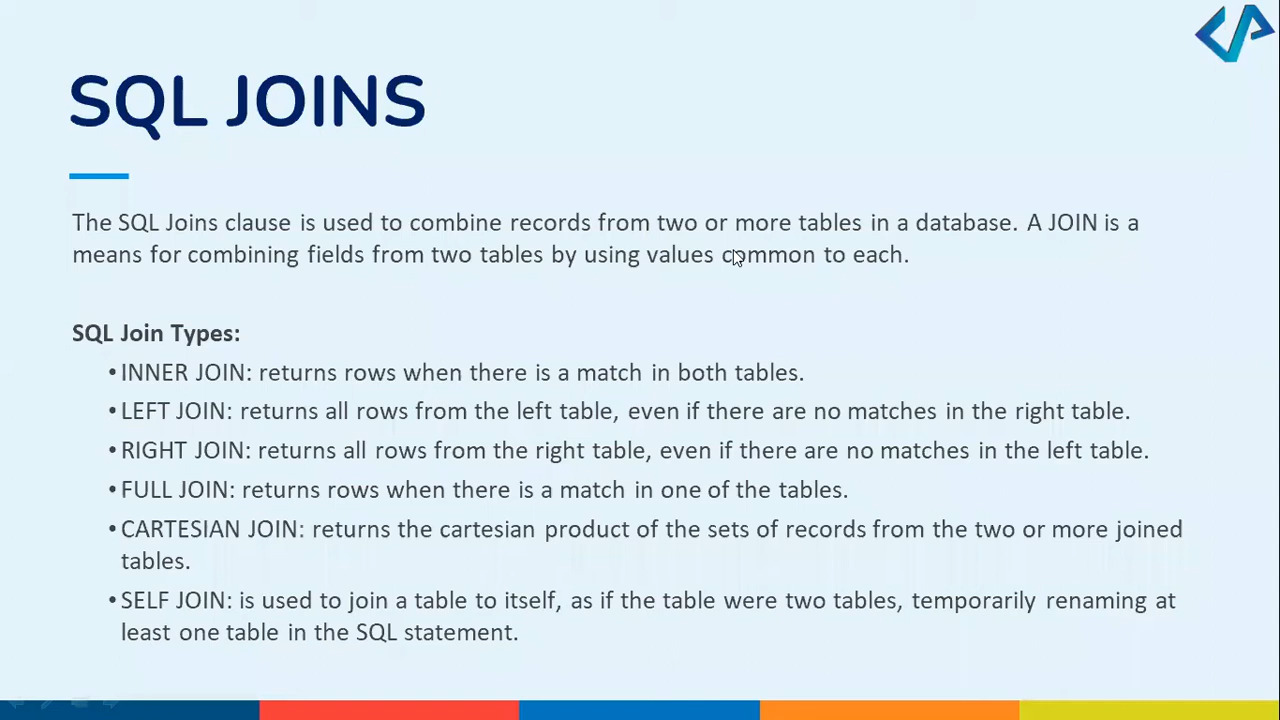 SQL JOINS
The SQL Joins clause is used to combine records from two or more tables in a database. A JOIN is a
means for combining fields from two tables by using values common to each.
SQL Join Types:
•INNER JOIN: returns rows when there is a match in both tables.
•LEFT JOIN: returns all rows from the left table, even if there are no matches in the right table.
•RIGHT JOIN: returns all rows from the right table, even if there are no matches in the left table.
•FULL JOIN: returns rows when there is a match in one of the tables.
•CARTESIAN JOIN: returns the cartesian product of the sets of records from the two or more joined
tables.
•SELF JOIN: is used to join a table to itself, as if the table were two tables, temporarily renaming at
least one table in the SQL statement.